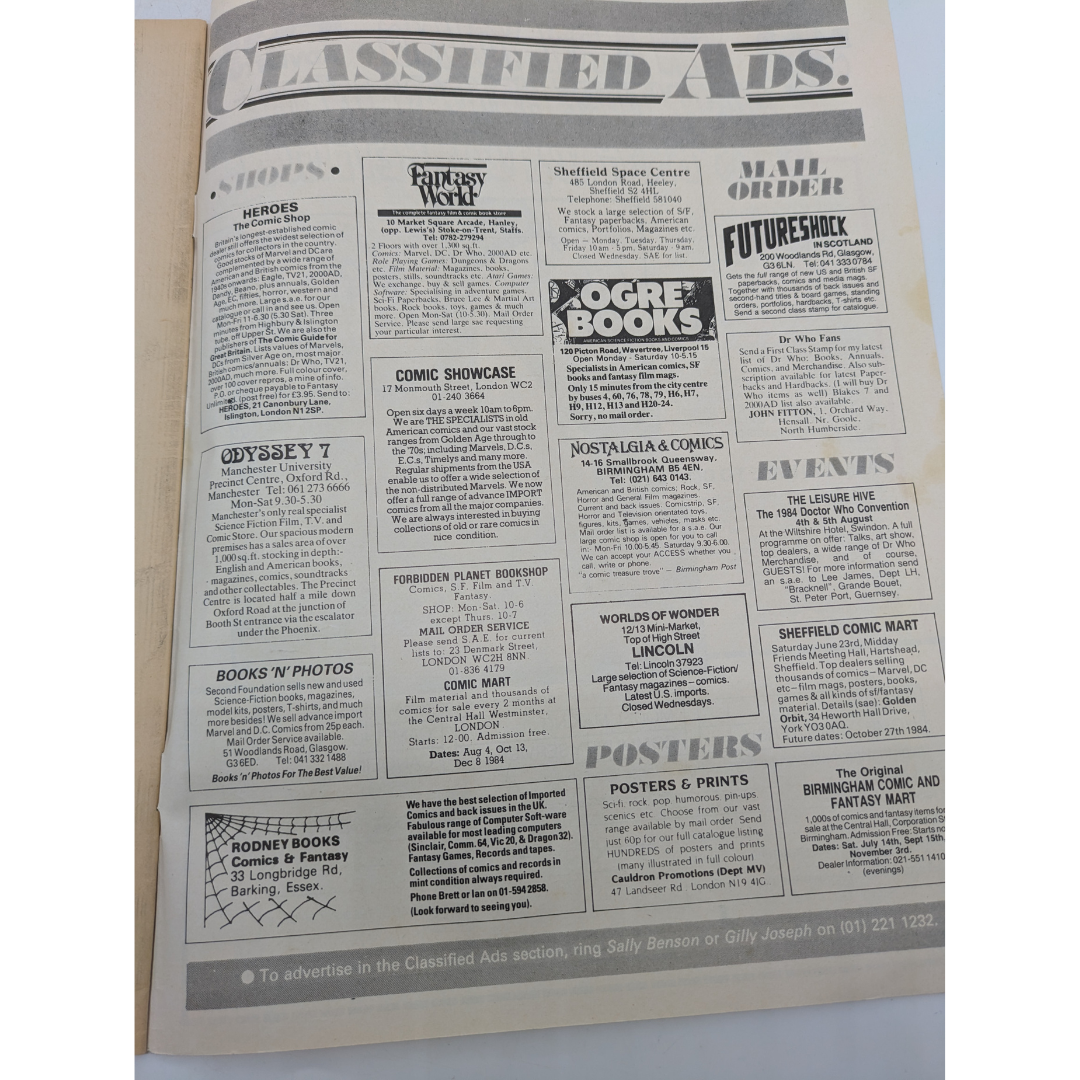 CLASSIFIED ADS.
• SHOPS •
HEROES
The Comic Shop
Britain's longest-established comic
dealer still offers the widest selection of
comics for collectors in the country.
Good stocks of Marvel and DC are
complemented by a wide range of
American and British comics from the
1940s onwards: Eagle, TV21, 2000AD,
Dandy, Beano, plus annuals, Golden
Age, EC, fifties, horror, western and
much more. Large s.a.e. for our
catalogue or call in and see us. Open
Mon-Fri 11-6.30 (5.30 Sat). Three
minutes from Highbury & Islington
tube, off Upper St. We are also the
publishers of The Comic Guide for
Great Britain. Lists values of Marvels,
DCs from Silver Age on, most major
British comics/annuals: Dr Who, TV21,
2000AD, much more. Full colour cover,
over 100 cover repros, a mine of info.
P.O. or cheque payable to Fantasy
Unlimited, (post free) for £3.95. Send to:
HEROES, 21 Canonbury Lane,
Islington, London N1 2SP.
ODYSSEY 7
Manchester University
Precinct Centre, Oxford Rd.,
Manchester Tel: 061 273 6666
Mon-Sat 9.30-5.30
Manchester's only real specialist
Science Fiction Film, T.V. and
Comic Store. Our spacious modern
premises has a sales area of over
1,000 sq.ft. stocking in depth:-
English and American books,
magazines, comics, soundtracks
and other collectables. The Precinct
Centre is located half a mile down
Oxford Road at the junction of
Booth St entrance via the escalator
under the Phoenix.
BOOKS 'N' PHOTOS
Second Foundation sells new and used
Science-Fiction books, magazines,
model kits, posters, T-shirts, and much
more besides! We sell advance import
Marvel and D.C. Comics from 25p each.
Mail Order Service available.
51 Woodlands Road, Glasgow.
G3 6ED. Tel: 041 332 1488
Books 'n' Photos For The Best Value!
Fantasy
World
The complete fantasy film & comic book store
10 Market Square Arcade, Hanley,
(opp. Lewis's) Stoke-on-Trent, Staffs.
Tel: 0782-279294
2 Floors with over 1,300 sq.ft.
Comics: Marvel, DC, Dr Who, 2000AD etc.
Role Playing Games: Dungeons & Dragons
etc. Film Material: Magazines, books,
posters, stills, soundtracks etc. Atari Games:
We exchange, buy & sell games. Computer
Software: Specialising in adventure games.
Sci-Fi Paperbacks, Bruce Lee & Martial Art
books. Rock books, toys, games & much
more. Open Mon-Sat (10-5.30). Mail Order
Service. Please send large sae requesting
your particular interest.
COMIC SHOWCASE
17 Monmouth Street, London WC2
01-240 3664
Open six days a week 10am to 6pm.
We are THE SPECIALISTS in old
American comics and our vast stock
ranges from Golden Age through to
the '70s; including Marvels, D.C.s,
E.C.s, Timelys and many more.
Regular shipments from the USA
enable us to offer a wide selection of
the non-distributed Marvels. We now
offer a full range of advance IMPORT
comics from all the major companies.
We are always interested in buying
collections of old or rare comics in
nice condition.
FORBIDDEN PLANET BOOKSHOP
Comics, S.F. Film and T.V.
Fantasy.
SHOP: Mon-Sat. 10-6
except Thurs. 10-7
MAIL ORDER SERVICE
Please send S.A.E. for current
lists to: 23 Denmark Street,
LONDON WC2H 8NN.
01-836 4179
COMIC MART
Film material and thousands of
comics for sale every 2 months at
the Central Hall Westminster,
LONDON.
Starts: 12-00. Admission free.
Dates: Aug 4, Oct 13,
Dec 8 1984
Sheffield Space Centre
485 London Road, Heeley,
Sheffield S2 4HL
Telephone: Sheffield 581040
We stock a large selection of S/F,
Fantasy paperbacks, American
comics, Portfolios, Magazines etc.
Open – Monday, Tuesday, Thursday,
Friday 10am - 5pm. Saturday - 9am.
Closed Wednesday. SAE for list.
OGRE
BOOKS
AMERICAN SCIENCE FICTION BOOKS AND COMICS
120 Picton Road, Wavertree, Liverpool 15
Open Monday - Saturday 10-5.15
Specialists in American comics, SF
books and fantasy film mags.
Only 15 minutes from the city centre
by buses 4, 60, 76, 78, 79, H6, H7,
H9, H12, H13 and H20-24.
Sorry, no mail order.
NOSTALGIA & COMICS
14-16 Smallbrook Queensway.
BIRMINGHAM B5 4EN.
Tel: (021) 643 0143.
American and British comics, Rock, SF,
Horror and General Film magazines.
Current and back issues. Comicstrip, SF,
Horror and Television orientated toys,
figures, kits, games, vehicles, masks etc.
Mail order list is available for a s.a.e. Our
large comic shop is open for you to call
in:- Mon-Fri 10.00-5.45 Saturday 9.30-6.00.
We can accept your ACCESS whether you
call, write or phone.
"a comic treasure trove" – Birmingham Post
WORLDS OF WONDER
12/13 Mini-Market,
Top of High Street
LINCOLN
Tel: Lincoln 37923
Large selection of Science-Fiction/
Fantasy magazines – comics.
Latest U.S. imports.
Closed Wednesdays.
MAIL
ORDER
FUTURESHOCK
IN SCOTLAND
200 Woodlands Rd, Glasgow,
G3 6LN. Tel: 041 333 0784
Gets the full range of new US and British SF
paperbacks, comics and media mags.
Together with thousands of back issues and
second-hand titles & board games, standing
orders, portfolios, hardbacks, T-shirts etc.
Send a second class stamp for catalogue.
Dr Who Fans
Send a First Class Stamp for my latest
list of Dr Who: Books, Annuals,
Comics, and Merchandise. Also sub-
scription available for latest Paper-
backs and Hardbacks. (I will buy Dr
Who items as well) Blakes 7 and
2000AD list also available.
JOHN FITTON, 1, Orchard Way,
Hensall, Nr. Goole,
North Humberside.
EVENTS
THE LEISURE HIVE
The 1984 Doctor Who Convention
4th & 5th August
At the Wiltshire Hotel, Swindon. A full
programme on offer: Talks, art show,
top dealers, a wide range of Dr Who
Merchandise, and of course,
GUESTS! For more information send
an s.a.e. to Lee James, Dept LH,
"Bracknell", Grande Bouet,
St. Peter Port, Guernsey.
SHEFFIELD COMIC MART
Saturday June 23rd, Midday
Friends Meeting Hall, Hartshead,
Sheffield. Top dealers selling
thousands of comics – Marvel, DC
etc – film mags, posters, books,
games & all kinds of sf/fantasy
material. Details (sae): Golden
Orbit, 34 Heworth Hall Drive,
York YO3 0AQ.
Future dates: October 27th 1984.
The Original
BIRMINGHAM COMIC AND
FANTASY MART
1,000s of comics and fantasy items for
sale at the Central Hall, Corporation
Birmingham. Admission Free: Starts
Dates: Sat. July 14th, Sept 15th,
November 3rd.
Dealer Information: 021-551 1410
(evenings)
POSTERS
POSTERS & PRINTS
Sci-fi, rock, pop, humorous, pin-ups,
scenics etc. Choose from our vast
range available by mail order. Send
just 60p for our full catalogue listing
HUNDREDS of posters and prints
(many illustrated in full colour)
Cauldron Promotions (Dept MV)
47 Landseer Rd London N19 4JG
RODNEY BOOKS
Comics & Fantasy
33 Longbridge Rd,
Barking, Essex.
We have the best selection of Imported
Comics and back issues in the UK.
Fabulous range of Computer Soft-ware
available for most leading computers
(Sinclair, Comm. 64, Vic 20, & Dragon 32).
Fantasy Games, Records and tapes.
Collections of comics and records in
mint condition always required.
Phone Brett or Ian on 01-594 2858.
(Look forward to seeing you).
● To advertise in the Classified Ads section, ring Sally Benson or Gilly Joseph on (01) 221 1232.